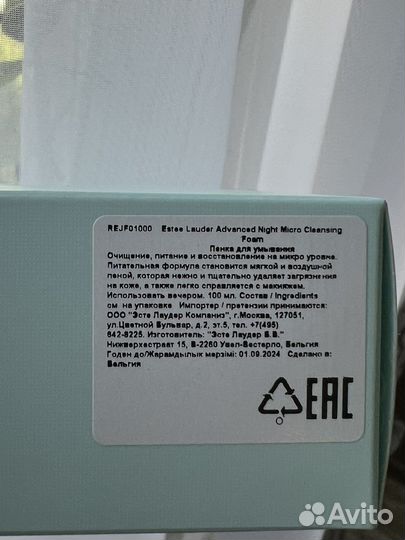 REJF01000 Estee Lauder Advanced Night Micro Cleansing
Foam
Пенка для умывания
Очищение, питание и восстановление на микро уровне.
Питательная формула становится мягкой и воздушной
пеной, которая нежно и тщательно удаляет загрязнения
на коже, а также легко справляется с макияжем.
Использовать вечером. 100 мл. Состав / Ingredients
см. на упаковке Импортер / претензии принимаются:
ООО "Эсте Лаудер Компаниз", г.Москва, 127051,
ул.Цветной Бульвар, д.2, эт.5, тел. +7(495)
642-8225. Изготовитель: "Эсте Лаудер Б.В."
Нижверхестраат 15, B-2260 Увел-Вестерло, Бельгия
Годен до/Жарамдылык мерзімі: 01.09.2024 Сделано в:
Бельгия
EAC
Avito